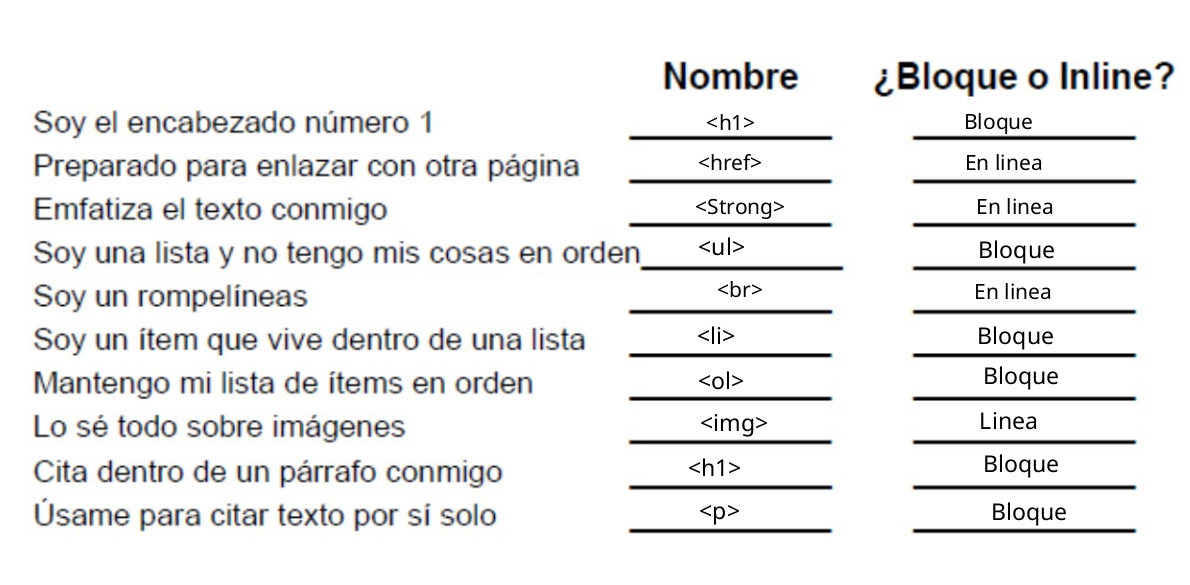 Nombre ¿Bloque o Inline?
Soy el encabezado número 1 <h1> Bloque
Preparado para enlazar con otra página <href> En linea
Emfatiza el texto conmigo <Strong> En linea
Soy una lista y no tengo mis cosas en orden <ul> Bloque
Soy un rompelíneas <br> En linea
Soy un ítem que vive dentro de una lista <li> Bloque
Mantengo mi lista de ítems en orden <ol> Bloque
Lo sé todo sobre imágenes <img> Linea
Cita dentro de un párrafo conmigo <h1> Bloque
Úsame para citar texto por sí solo <p> Bloque